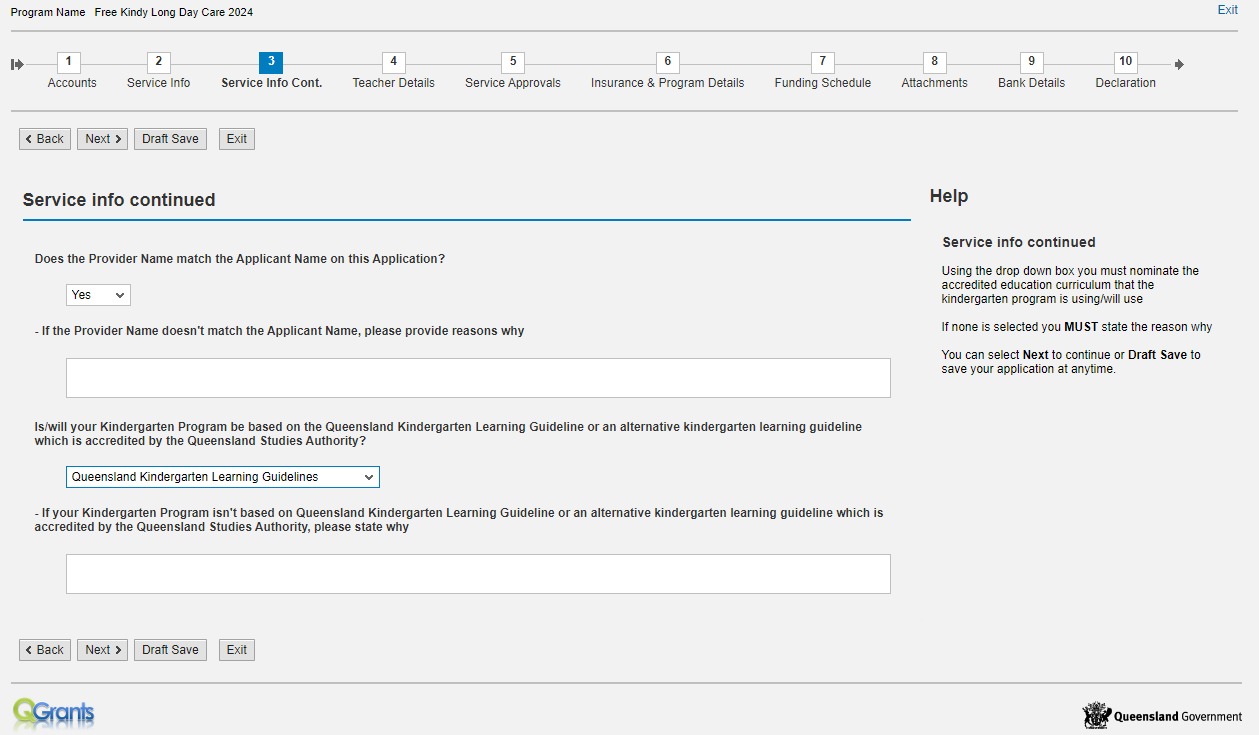 Program Name Free Kindy Long Day Care 2024
Exit
1 2 3 4 5 6 7 8 9 10
Accounts Service Info Service Info Cont. Teacher Details Service Approvals Insurance & Program Details Funding Schedule Attachments Bank Details Declaration
Back Next Draft Save Exit
Service info continued
Does the Provider Name match the Applicant Name on this Application?
Yes
- If the Provider Name doesn't match the Applicant Name, please provide reasons why
Is/will your Kindergarten Program be based on the Queensland Kindergarten Learning Guideline or an alternative kindergarten learning guideline
which is accredited by the Queensland Studies Authority?
Queensland Kindergarten Learning Guidelines
- If your Kindergarten Program isn't based on Queensland Kindergarten Learning Guideline or an alternative kindergarten learning guideline which is
accredited by the Queensland Studies Authority, please state why
Help
Service info continued
Using the drop down box you must nominate the
accredited education curriculum that the
kindergarten program is using/will use
If none is selected you MUST state the reason why
You can select Next to continue or Draft Save to
save your application at anytime.
Back Next Draft Save Exit
QGrants
Queensland Government